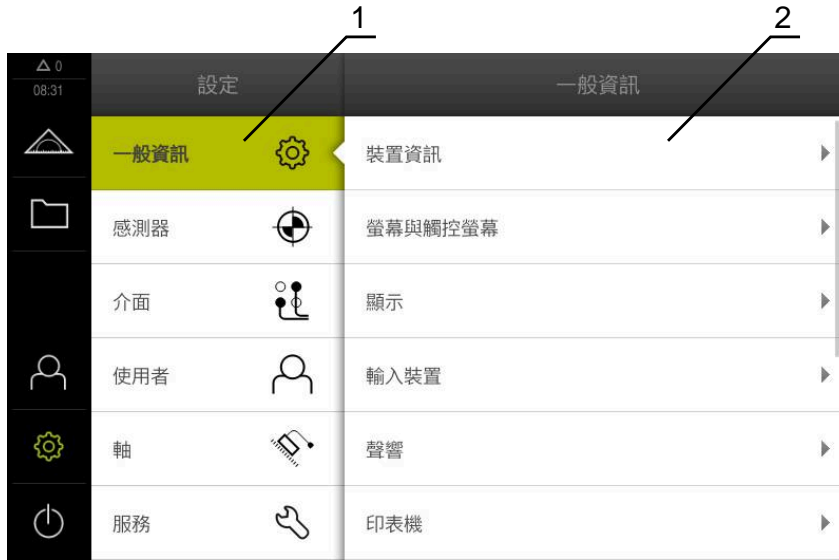 1
2
△ 0
08:31
設定
一般資訊
一般資訊
裝置資訊
感測器
螢幕與觸控螢幕
介面
顯示
使用者
輸入裝置
軸
聲響
服務
印表機